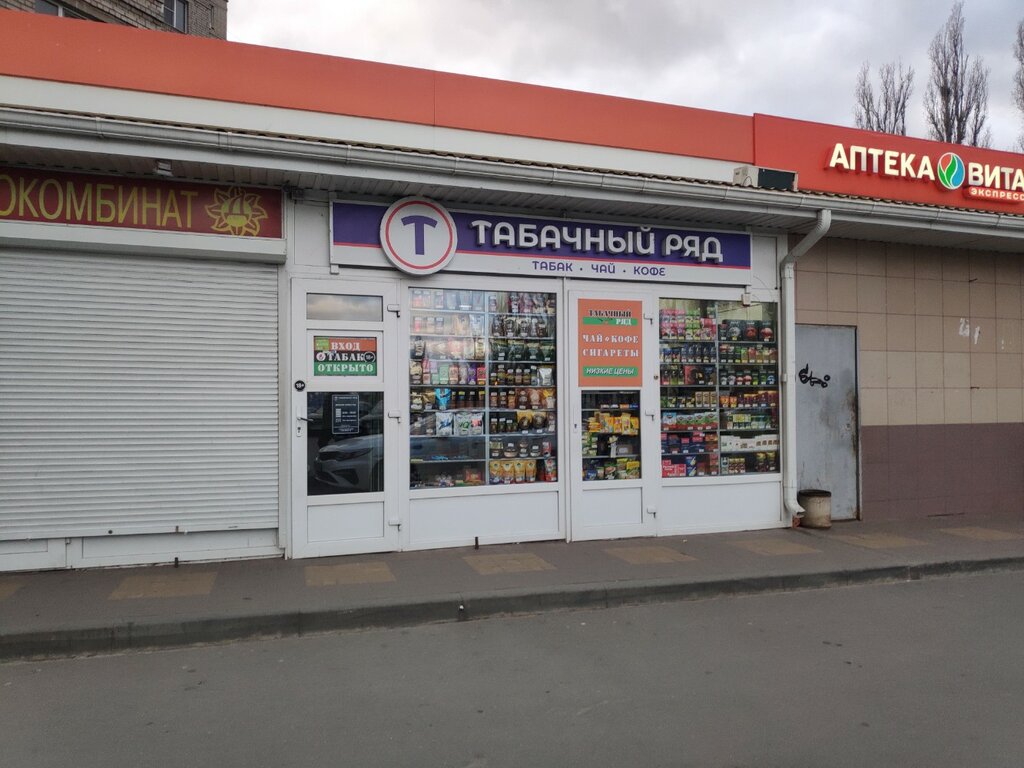 ОКОМБИНАТ
Т
ТАБАЧНЫЙ РЯД
ТАБАК · ЧАЙ · КОФЕ
АПТЕКА ВИТА
ЭКСПРЕСС
ВХОД
ТАБАК 18+
ОТКРЫТО
18+
ТАБАЧНЫЙ
РЯД
ЧАЙ КОФЕ
СИГАРЕТЫ
НИЗКИЕ ЦЕНЫ